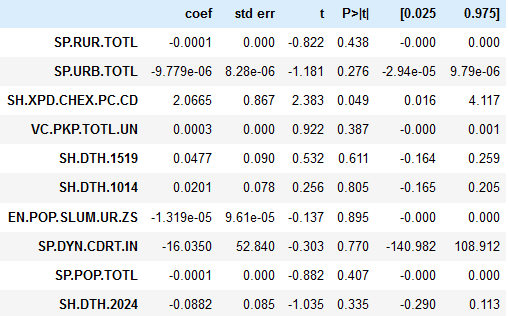 coef std err t P>|t| [0.025 0.975]
SP.RUR.TOTL -0.0001 0.000 -0.822 0.438 -0.000 0.000
SP.URB.TOTL -9.779e-06 8.28e-06 -1.181 0.276 -2.94e-05 9.79e-06
SH.XPD.CHEX.PC.CD 2.0665 0.867 2.383 0.049 0.016 4.117
VC.PKP.TOTL.UN 0.0003 0.000 0.922 0.387 -0.000 0.001
SH.DTH.1519 0.0477 0.090 0.532 0.611 -0.164 0.259
SH.DTH.1014 0.0201 0.078 0.256 0.805 -0.165 0.205
EN.POP.SLUM.UR.ZS -1.319e-05 9.61e-05 -0.137 0.895 -0.000 0.000
SP.DYN.CDRT.IN -16.0350 52.840 -0.303 0.770 -140.982 108.912
SP.POP.TOTL -0.0001 0.000 -0.882 0.407 -0.000 0.000
SH.DTH.2024 -0.0882 0.085 -1.035 0.335 -0.290 0.113